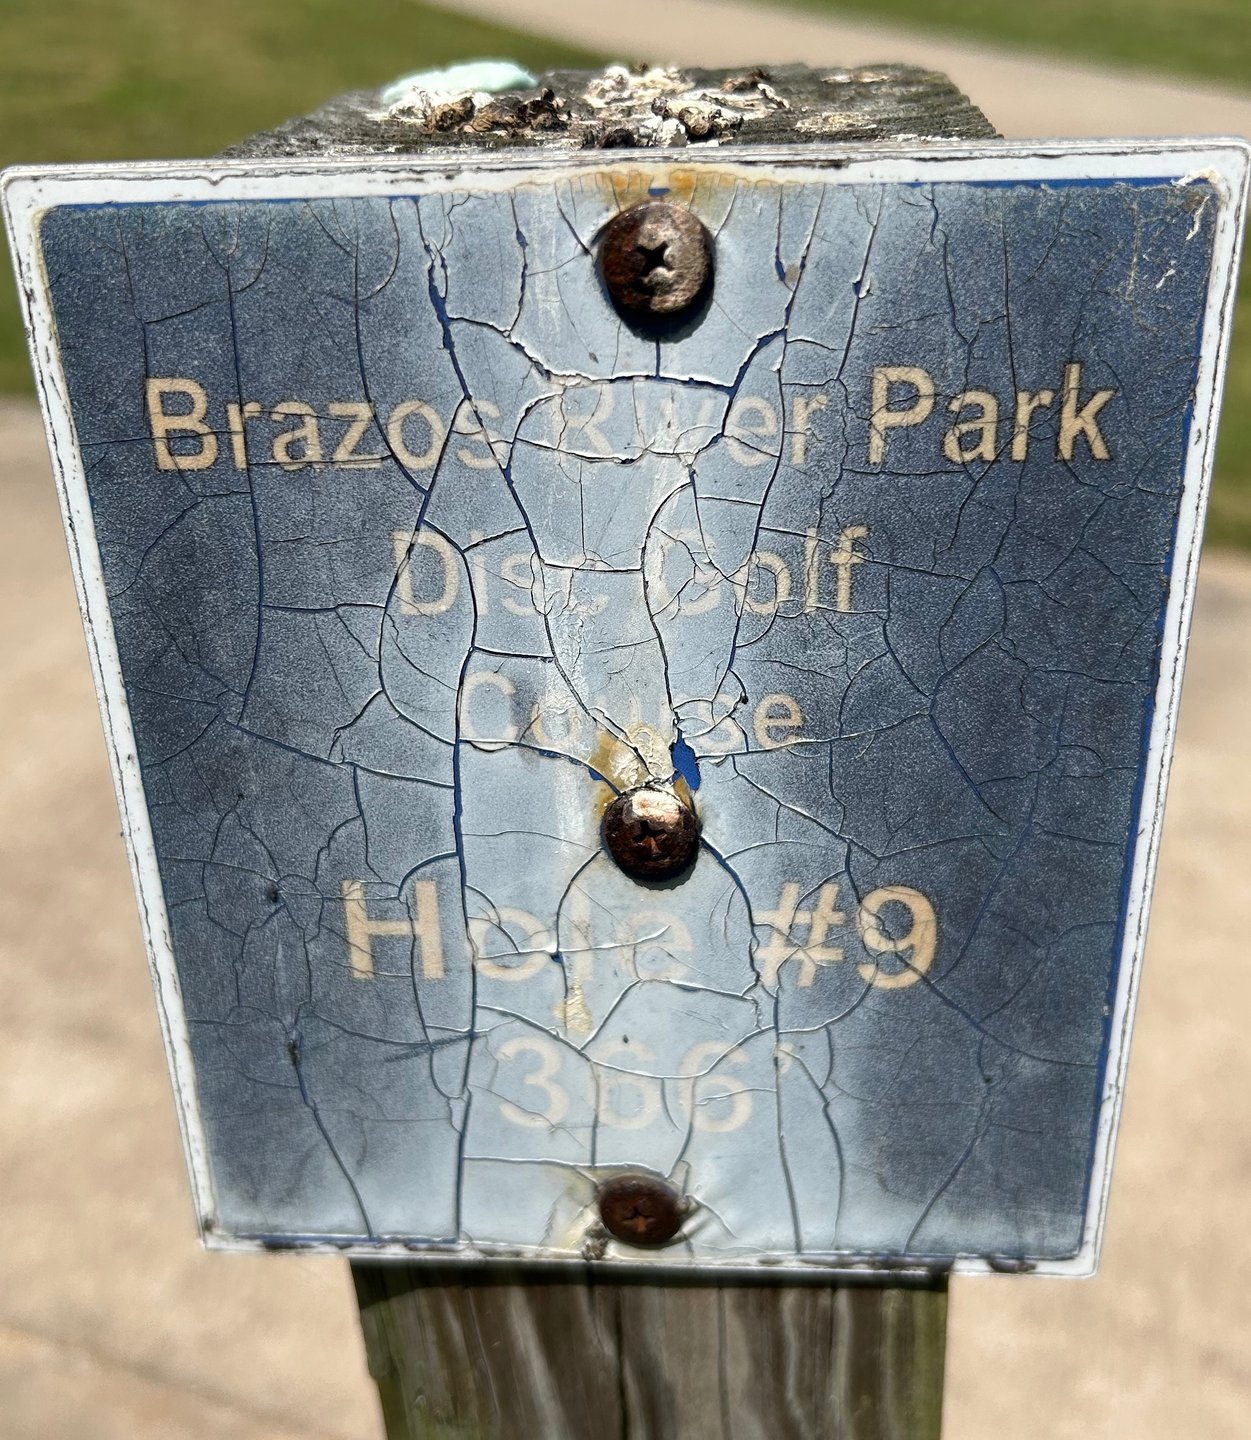 Brazos River Park
Disc Golf
Course
Hole #9
366'